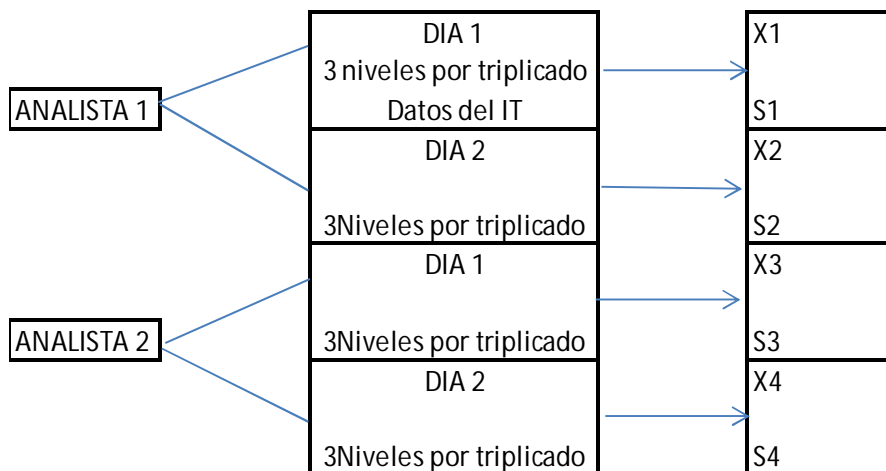 DIA 1
3 niveles por triplicado
Datos del IT
X1
S1
ANALISTA 1
DIA 2
3Niveles por triplicado
X2
S2
DIA 1
3Niveles por triplicado
X3
S3
ANALISTA 2
DIA 2
3Niveles por triplicado
X4
S4